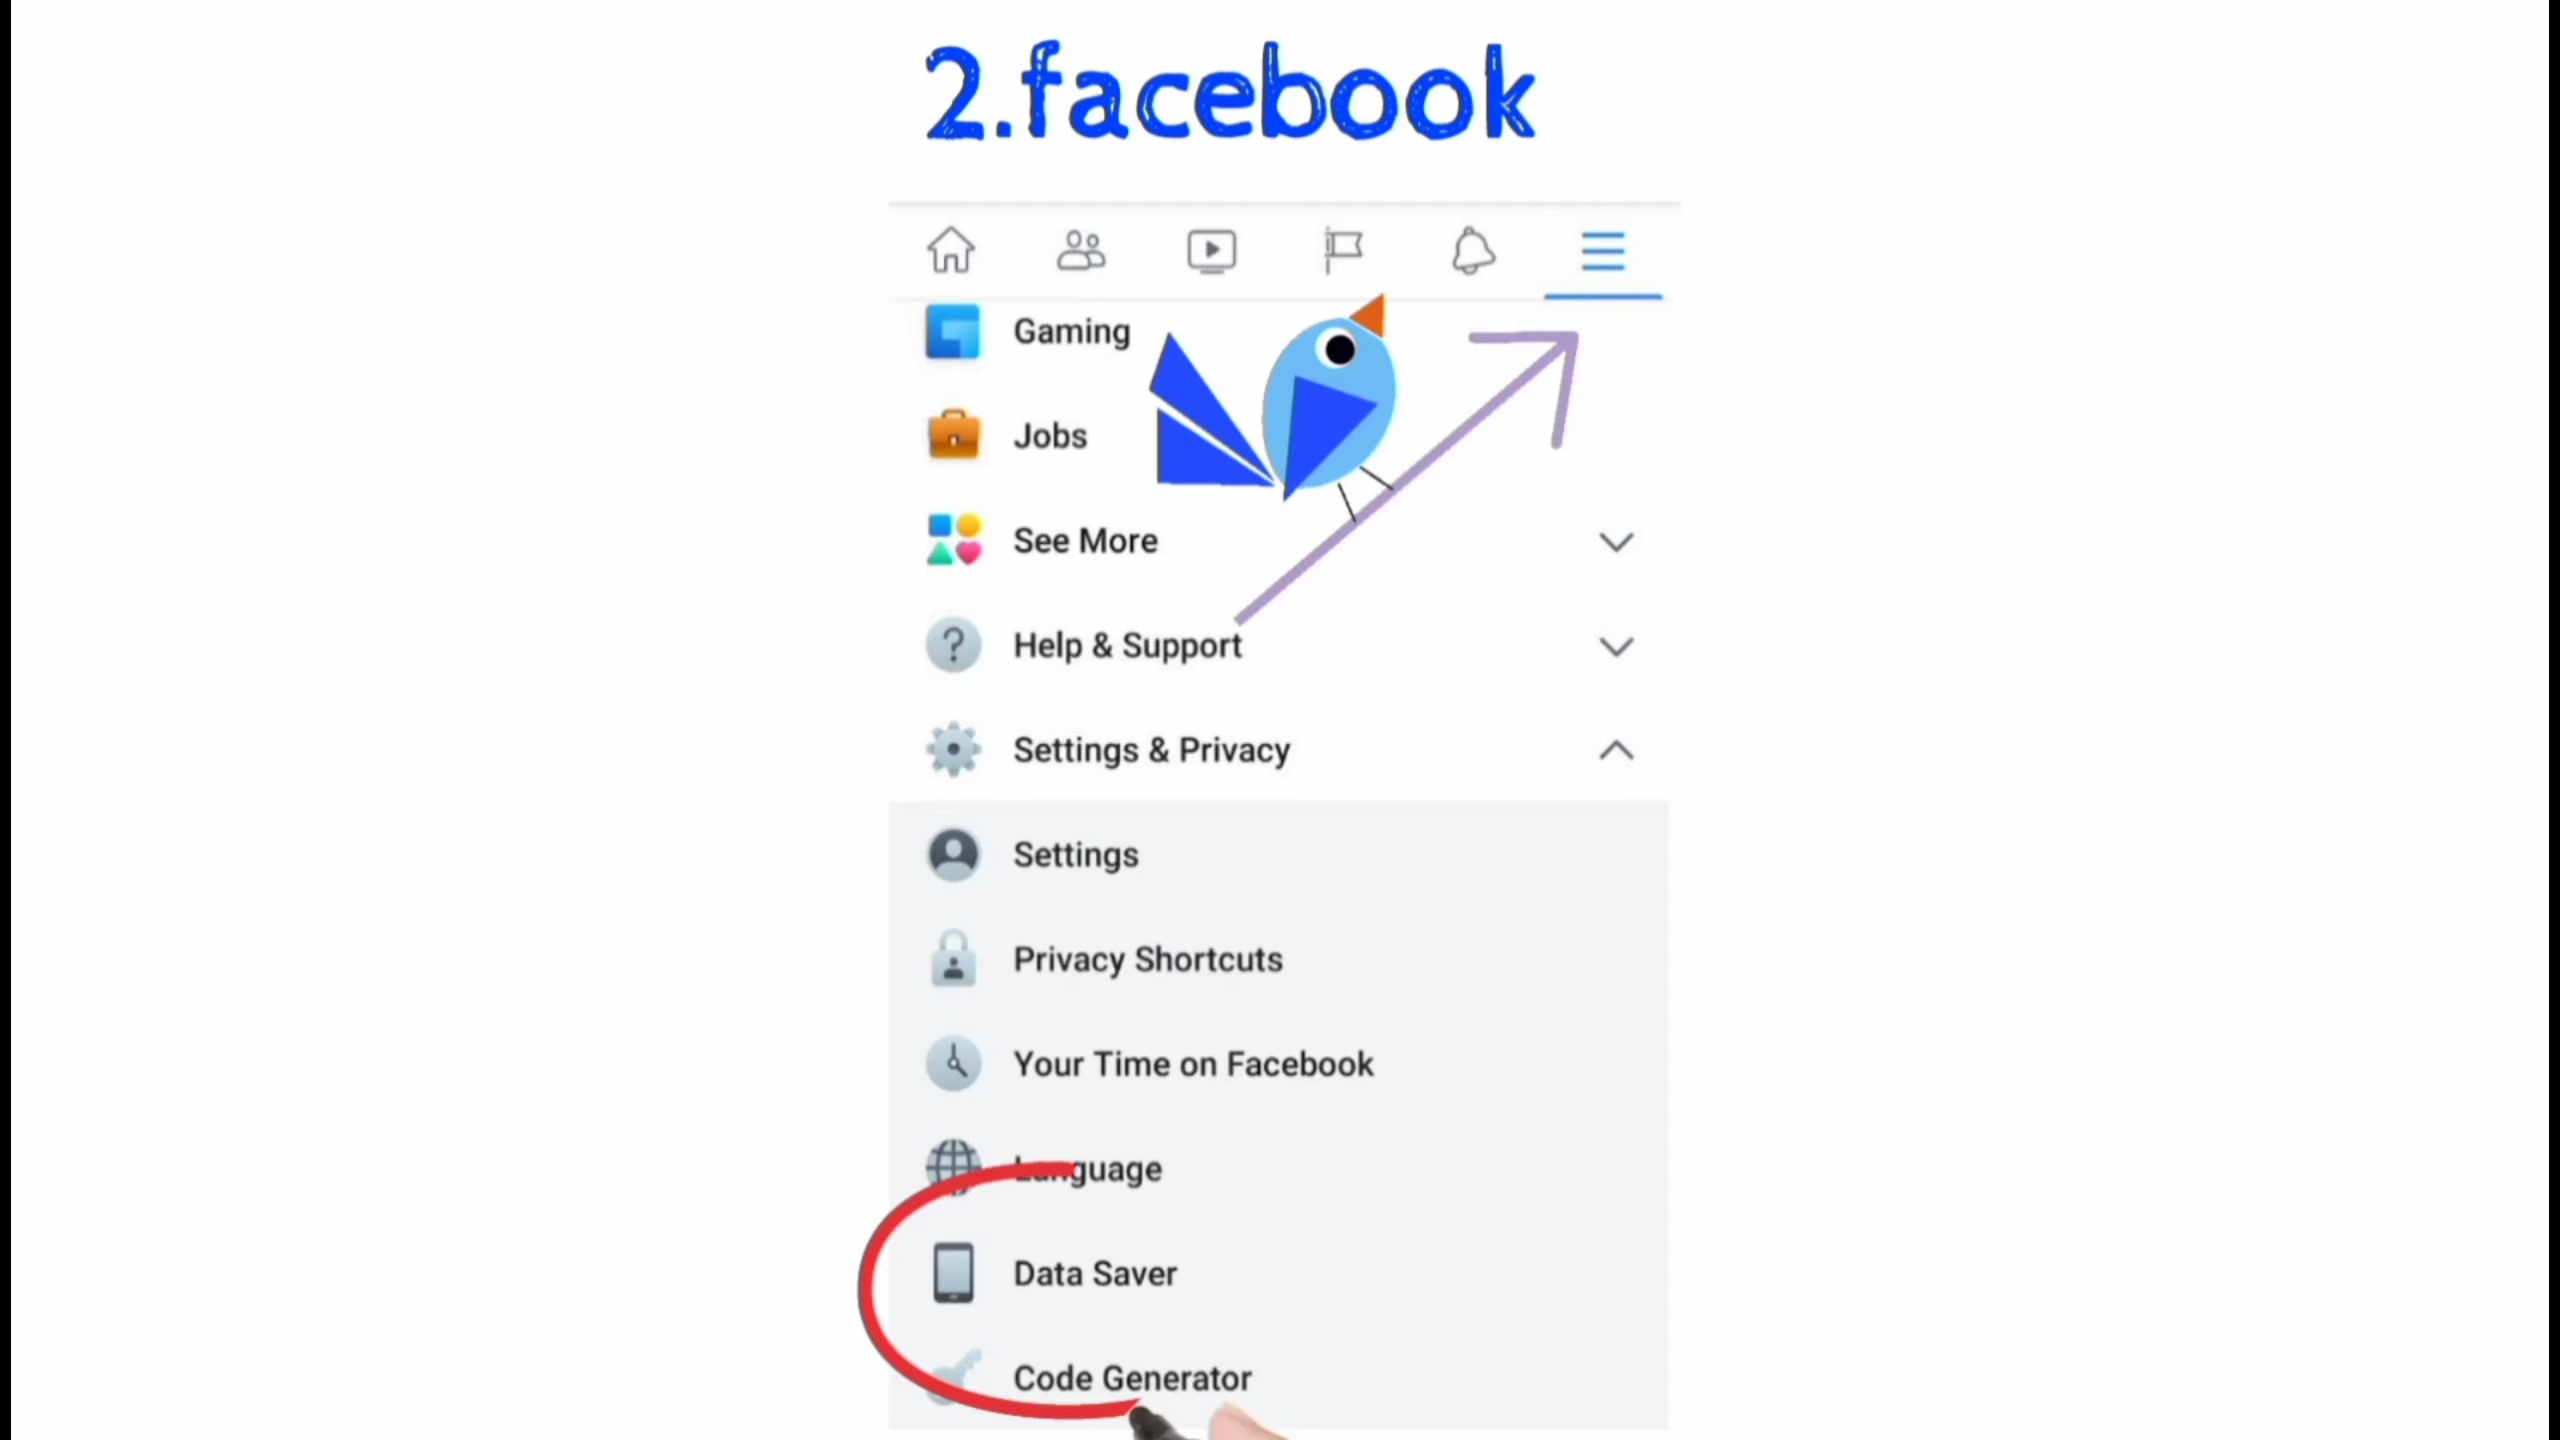 2.facebook
Gaming
Jobs
See More
Help & Support
Settings & Privacy
Settings
Privacy Shortcuts
Your Time on Facebook
Language
Data Saver
Code Generator